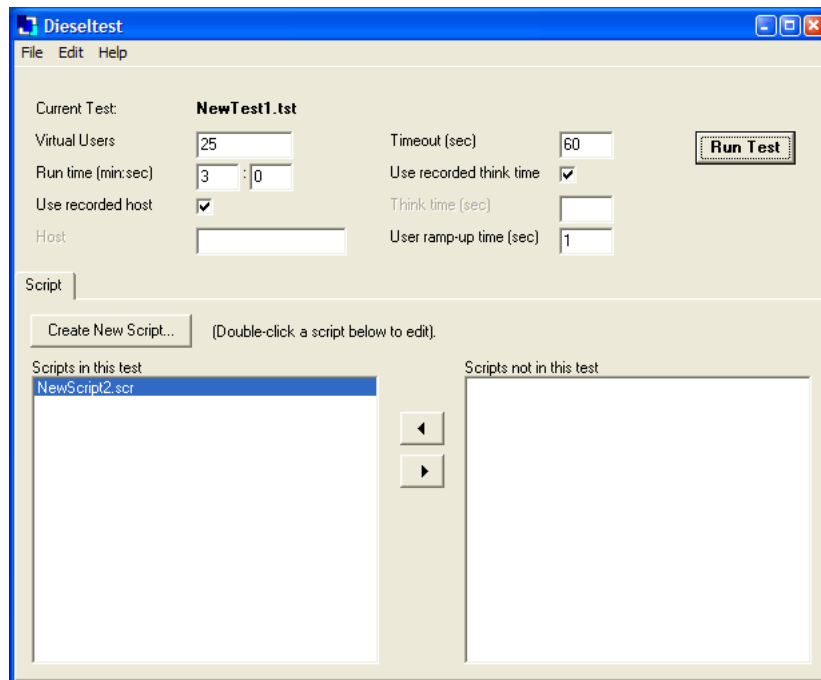 Dieseltest
File Edit Help
Current Test: NewTest1.tst
Virtual Users 25 Timeout (sec) 60 Run Test
Run time (min:sec) 3 : 0 Use recorded think time
Use recorded host Think time (sec)
Host User ramp-up time (sec) 1
Script
Create New Script... (Double-click a script below to edit).
Scripts in this test Scripts not in this test
NewScript2.scr